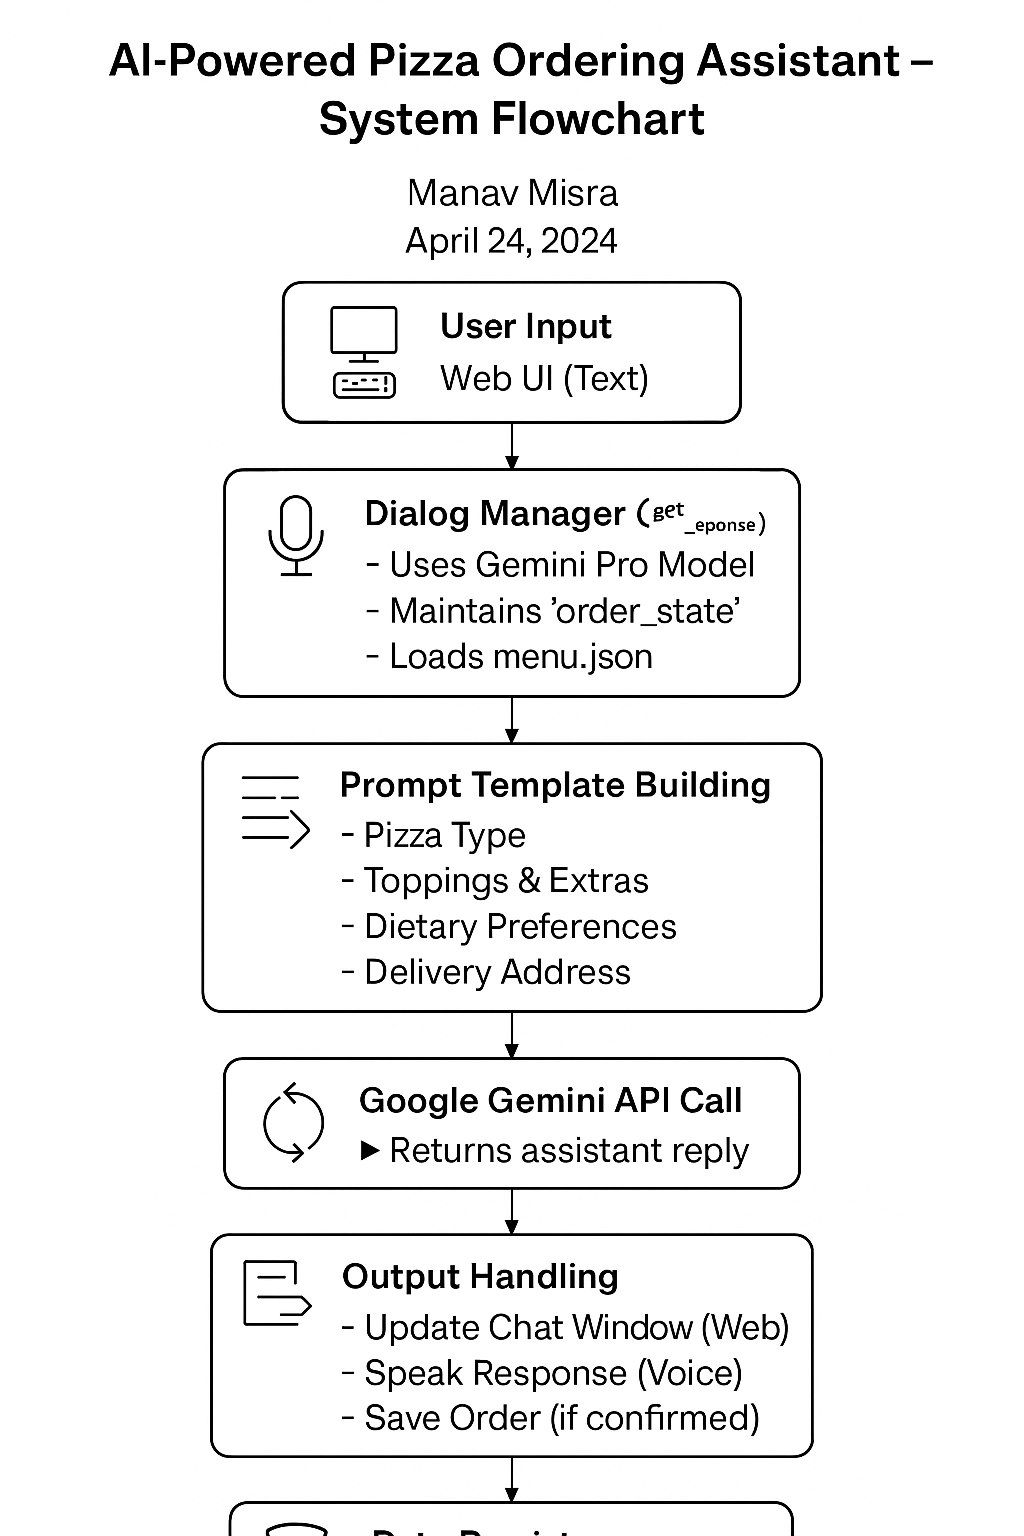 AI-Powered Pizza Ordering Assistant –
System Flowchart
Manav Misra
April 24, 2024
User Input
Web UI (Text)
Dialog Manager (get_eponse)
- Uses Gemini Pro Model
- Maintains ’order_state’
- Loads menu.json
Prompt Template Building
- Pizza Type
- Toppings & Extras
- Dietary Preferences
- Delivery Address
Google Gemini API Call
▶ Returns assistant reply
Output Handling
- Update Chat Window (Web)
- Speak Response (Voice)
- Save Order (if confirmed)